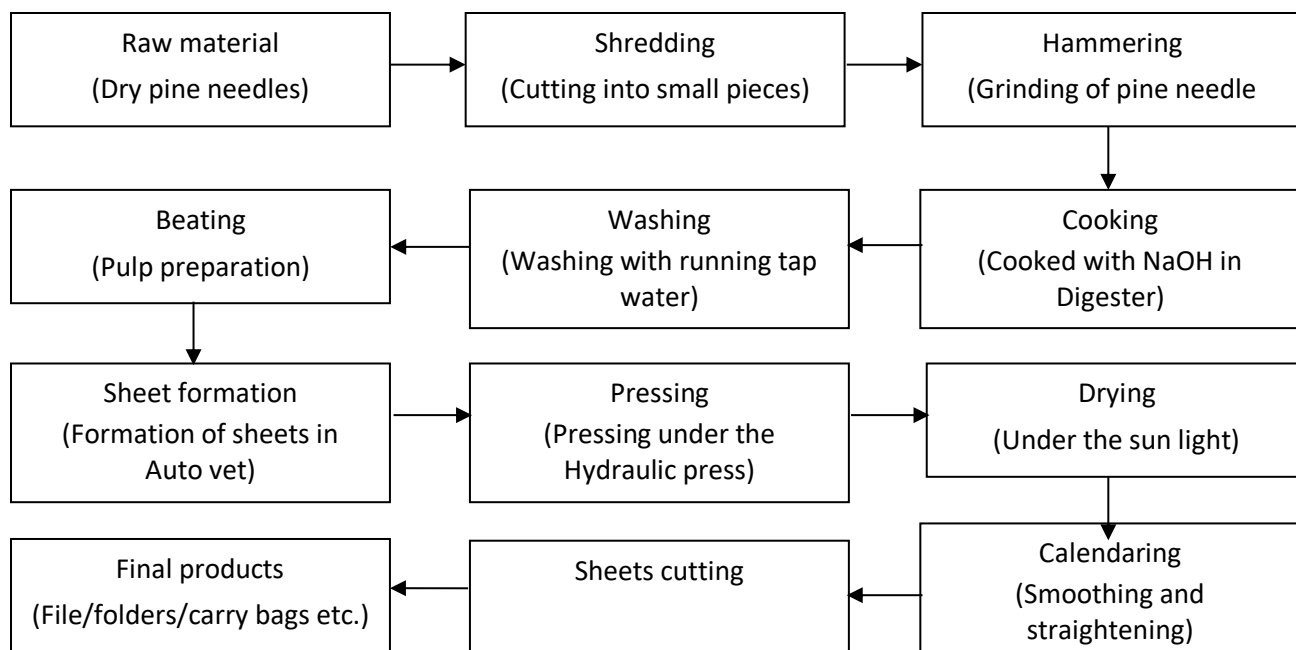 Raw material
(Dry pine needles)
Shredding
(Cutting into small pieces)
Hammering
(Grinding of pine needle
Cooking
(Cooked with NaOH in
Digester)
Washing
(Washing with running tap
water)
Beating
(Pulp preparation)
Sheet formation
(Formation of sheets in
Auto vet)
Pressing
(Pressing under the
Hydraulic press)
Drying
(Under the sun light)
Calendaring
(Smoothing and
straightening)
Sheets cutting
Final products
(File/folders/carry bags etc.)